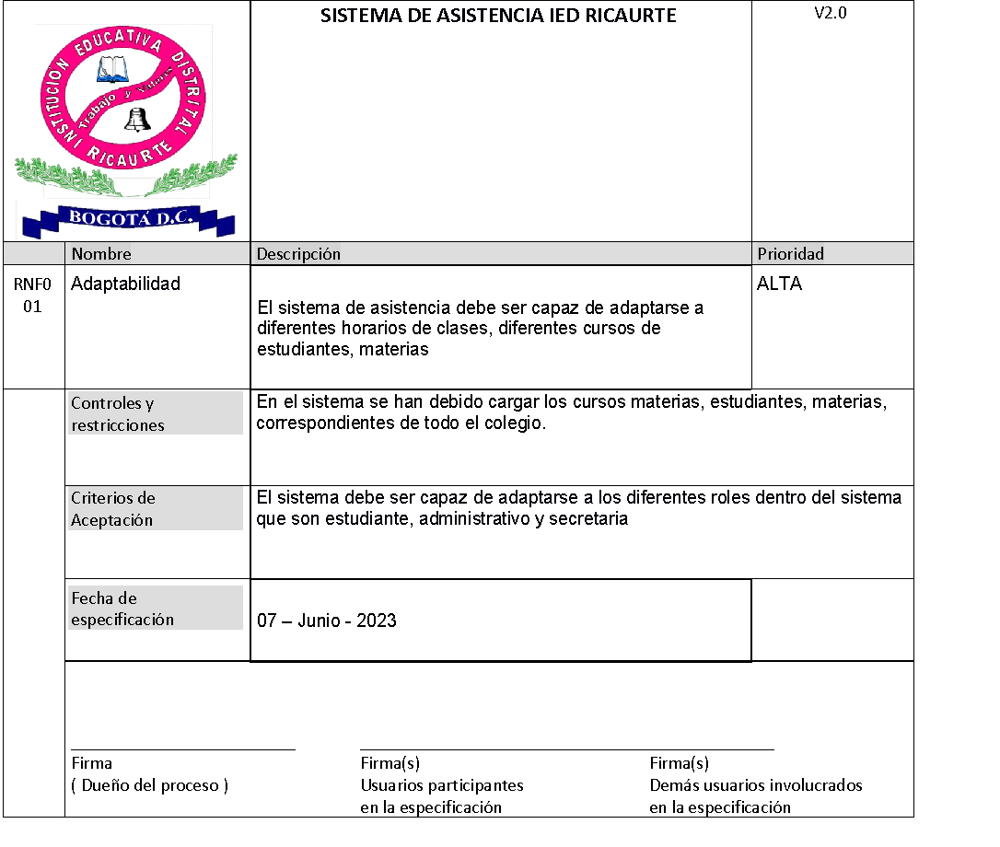 SISTEMA DE ASISTENCIA IED RICAURTE
V2.0
INSTITUCIÓN EDUCATIVA DISTRITAL
RICAURTE
Trabajo y Valores
BOGOTÁ D.C.
Nombre
Descripción
Prioridad
RNF0
01
Adaptabilidad
El sistema de asistencia debe ser capaz de adaptarse a
diferentes horarios de clases, diferentes cursos de
estudiantes, materias
ALTA
Controles y
restricciones
En el sistema se han debido cargar los cursos materias, estudiantes, materias,
correspondientes de todo el colegio.
Criterios de
Aceptación
El sistema debe ser capaz de adaptarse a los diferentes roles dentro del sistema
que son estudiante, administrativo y secretaria
Fecha de
especificación
07 – Junio - 2023
Firma
( Dueño del proceso )
Firma(s)
Usuarios participantes
en la especificación
Firma(s)
Demás usuarios involucrados
en la especificación